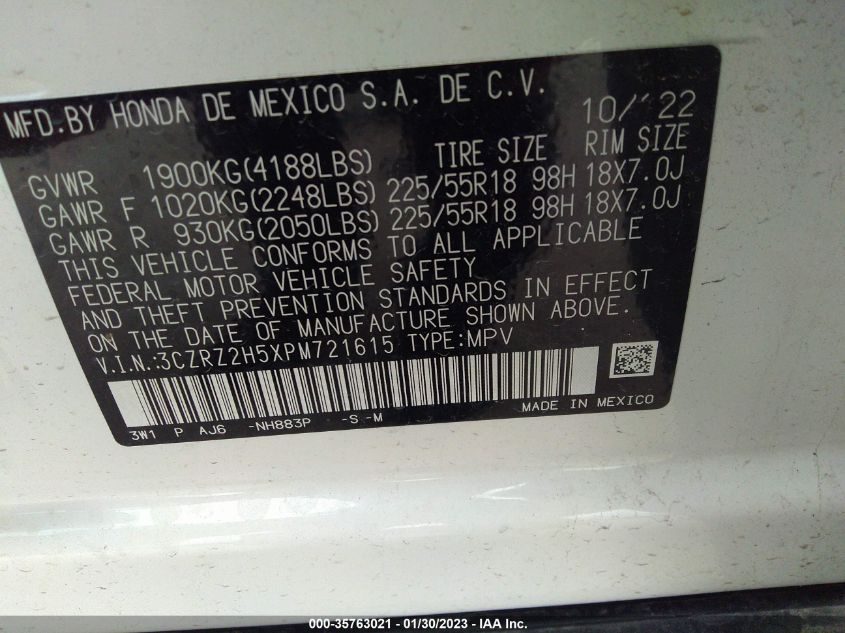 MFD.BY HONDA DE MEXICO S.A. DE C.V. 10/'22
TIRE SIZE RIM SIZE
GVWR 1900KG(4188LBS)
GAWR F 1020KG(2248LBS) 225/55R18 98H 18X7.0J
GAWR R 930KG(2050LBS) 225/55R18 98H 18X7.0J
THIS VEHICLE CONFORMS TO ALL APPLICABLE
FEDERAL MOTOR VEHICLE SAFETY
AND THEFT PREVENTION STANDARDS IN EFFECT
ON THE DATE OF MANUFACTURE SHOWN ABOVE.
V.I.N.:3CZRZ2H5XPM721615 TYPE:MPV
3W1 P AJ6 -NH883P -S -M MADE IN MEXICO
000-35763021 - 01/30/2023 - IAA Inc.